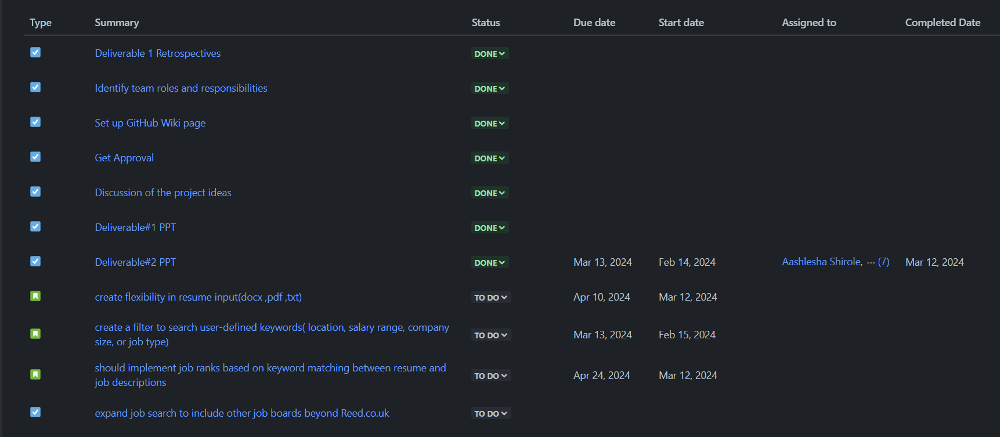 Type Summary Status Due date Start date Assigned to Completed Date
Deliverable 1 Retrospectives DONE
Identify team roles and responsibilities DONE
Set up GitHub Wiki page DONE
Get Approval DONE
Discussion of the project ideas DONE
Deliverable#1 PPT DONE
Deliverable#2 PPT DONE Mar 13, 2024 Feb 14, 2024 Aashlesha Shirole, ··· (7) Mar 12, 2024
create flexibility in resume input(docx ,pdf ,txt) TO DO Apr 10, 2024 Mar 12, 2024
create a filter to search user-defined keywords( location, salary range, company
size, or job type) TO DO Mar 13, 2024 Feb 15, 2024
should implement job ranks based on keyword matching between resume and
job descriptions TO DO Apr 24, 2024 Mar 12, 2024
expand job search to include other job boards beyond Reed.co.uk TO DO